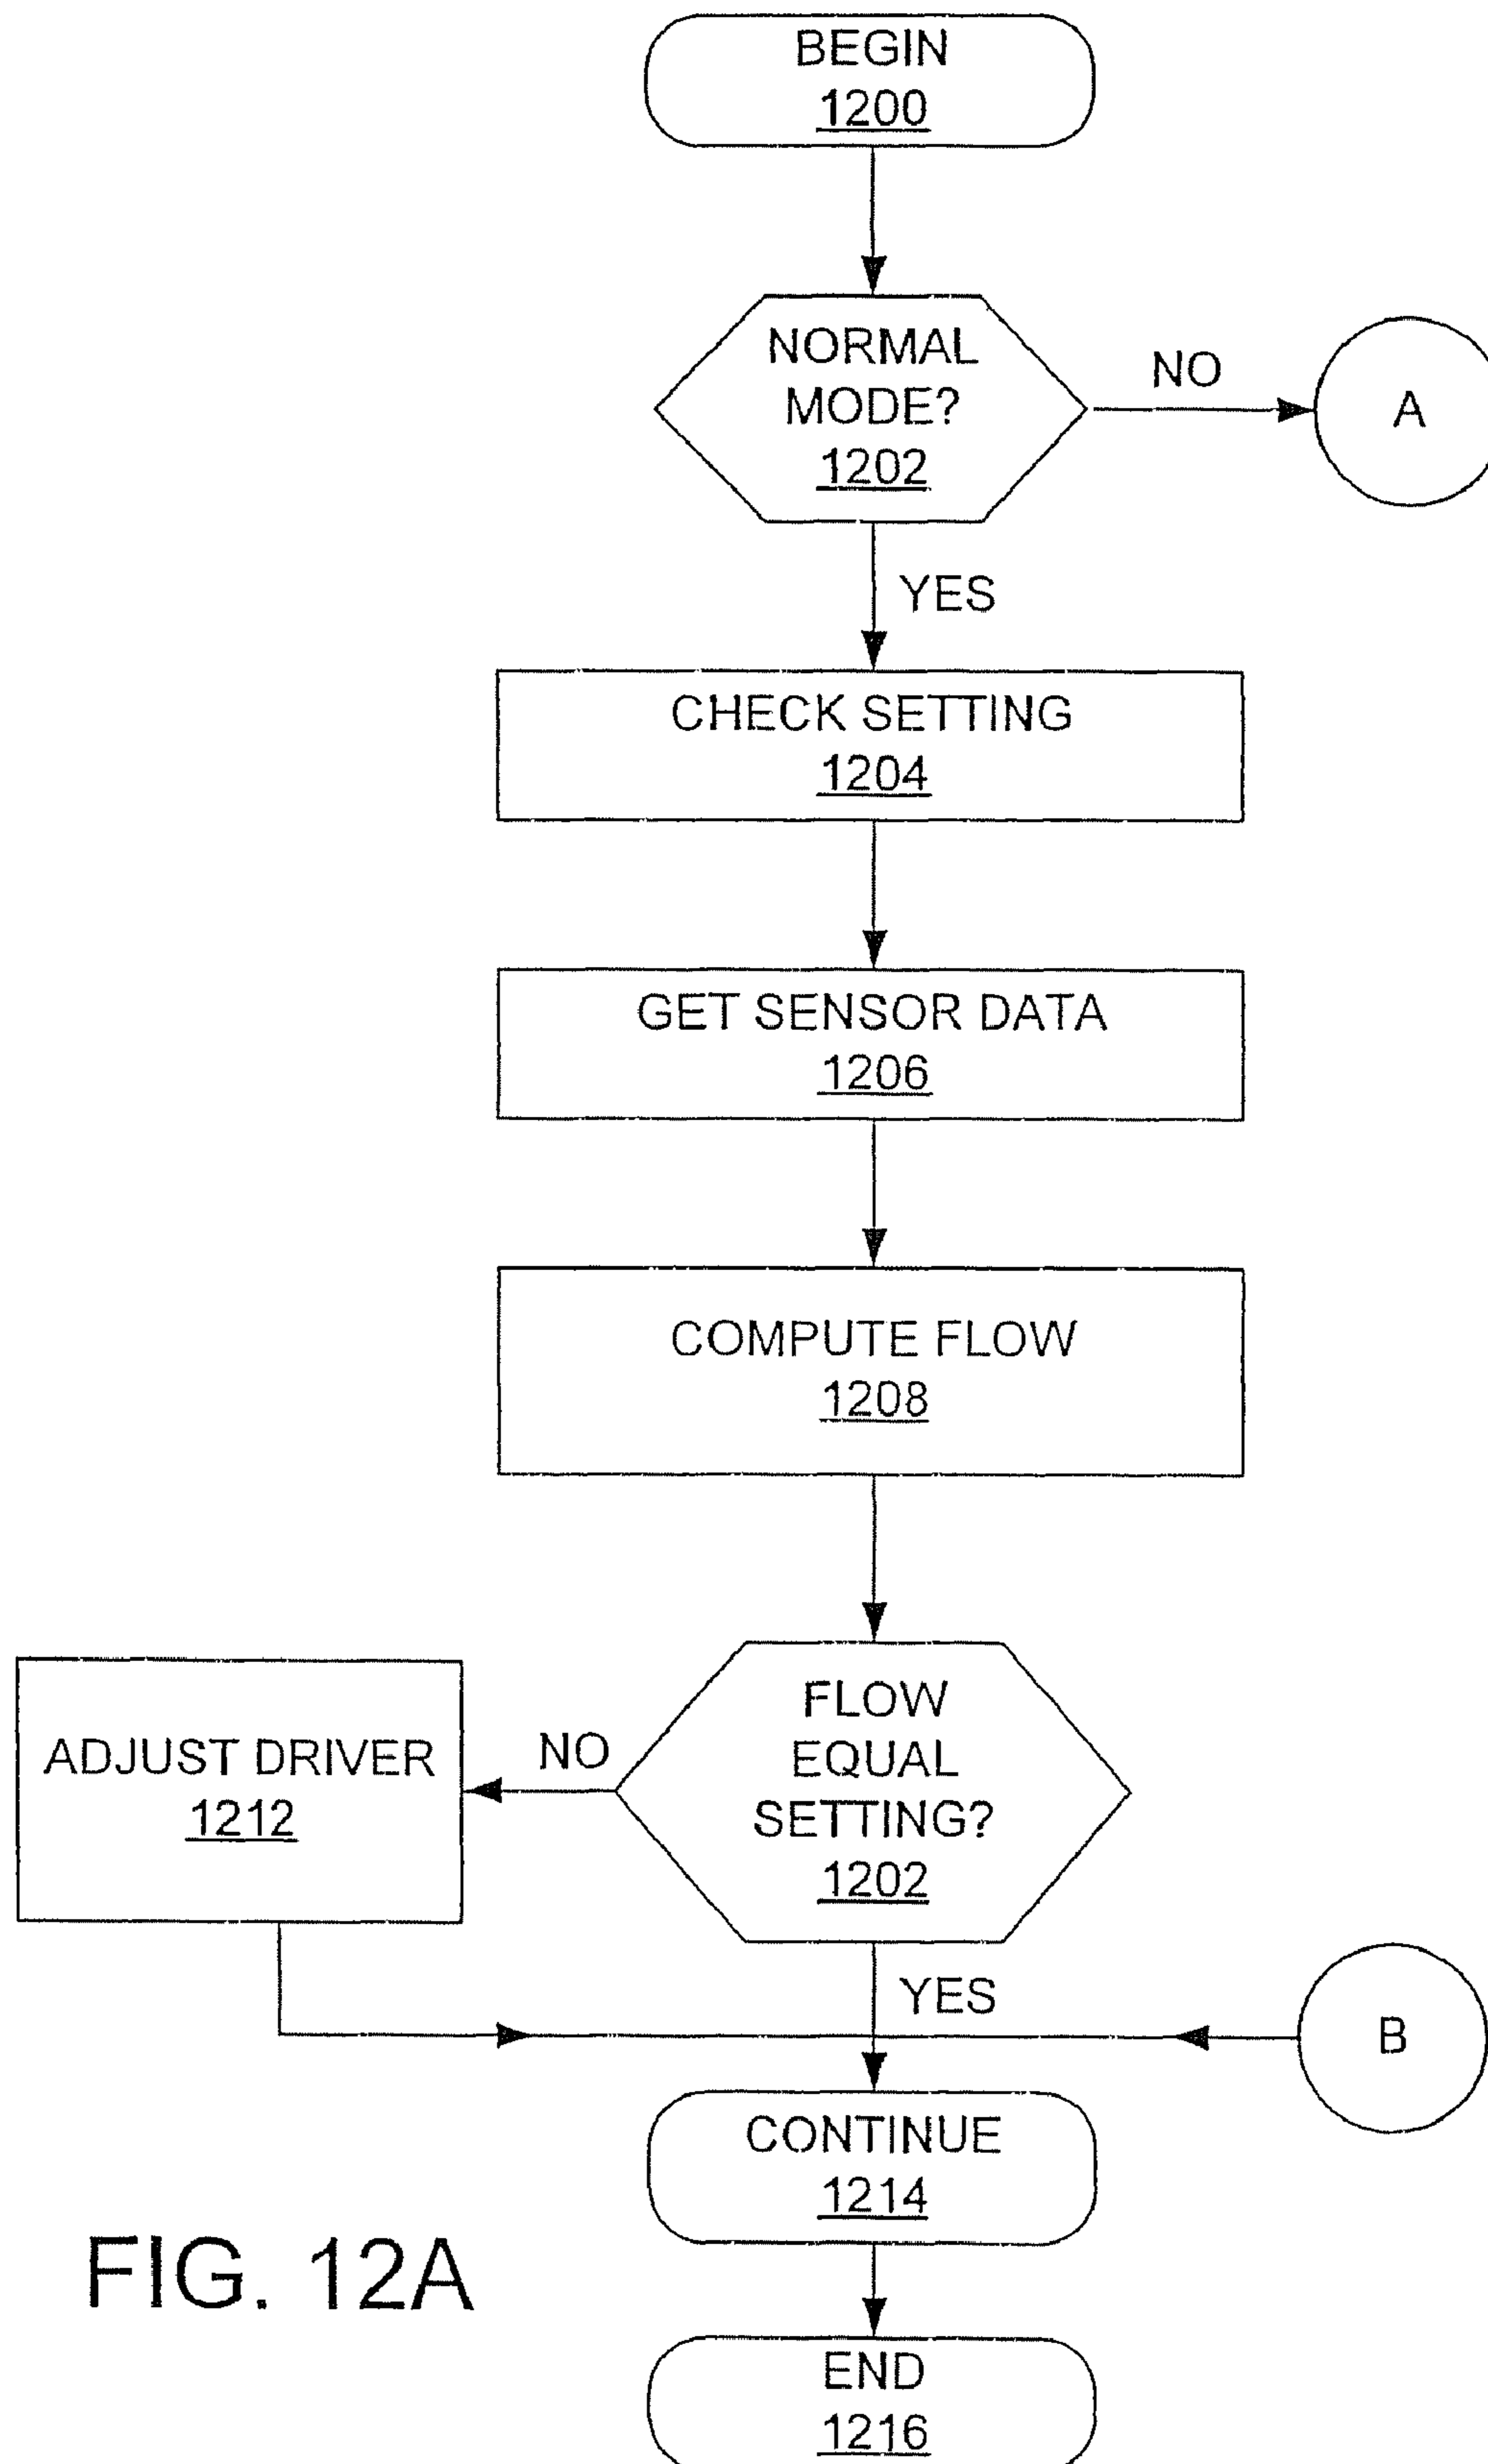 BEGIN
1200
NORMAL
MODE?
1202
NO
A
YES
CHECK SETTING
1204
GET SENSOR DATA
1206
COMPUTE FLOW
1208
FLOW
EQUAL
SETTING?
1202
NO
ADJUST DRIVER
1212
YES
B
CONTINUE
1214
END
1216
FIG. 12A